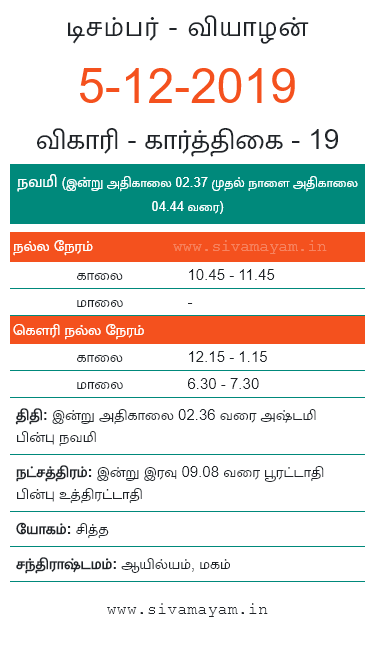 டிசம்பர் - வியாழன்
5-12-2019
விகாரி - கார்த்திகை - 19
நவமி (இன்று அதிகாலை 02.37 முதல் நாளை அதிகாலை
04.44 வரை)
நல்ல நேரம் www.sivamayam.in
காலை 10.45 - 11.45
மாலை -
கௌரி நல்ல நேரம்
காலை 12.15 - 1.15
மாலை 6.30 - 7.30
திதி: இன்று அதிகாலை 02.36 வரை அஷ்டமி
பின்பு நவமி
நட்சத்திரம்: இன்று இரவு 09.08 வரை பூரட்டாதி
பின்பு உத்திரட்டாதி
யோகம்: சித்த
சந்திராஷ்டமம்: ஆயில்யம், மகம்
www.sivamayam.in